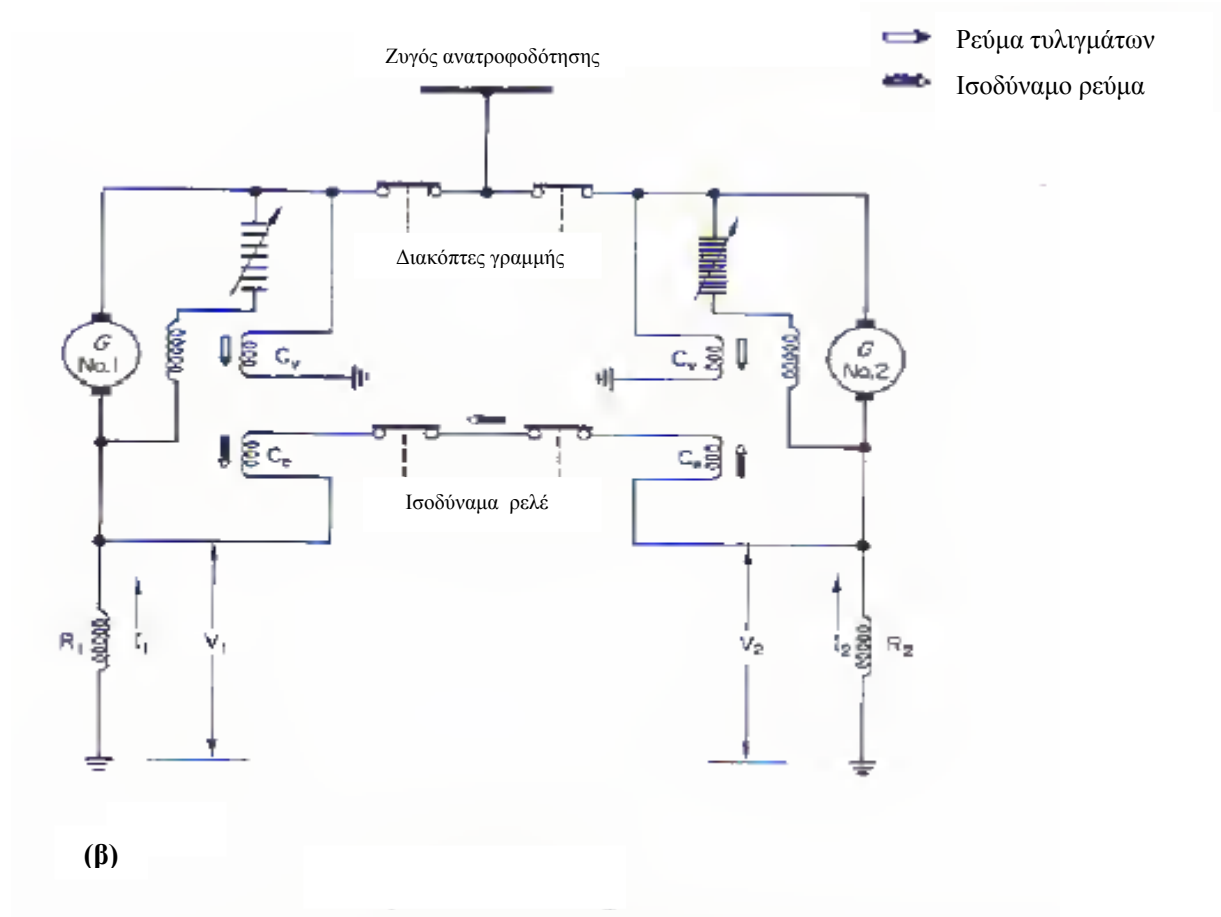 Ρεύμα τυλιγμάτων
Ισοδύναμο ρεύμα
Ζυγός ανατροφοδότησης
Διακόπτες γραμμής
G
No.1
Cv
Cv
G
No.2
Ce
Ce
Ισοδύναμα ρελέ
R1
I1
V1
V2
I2
R2
(β)